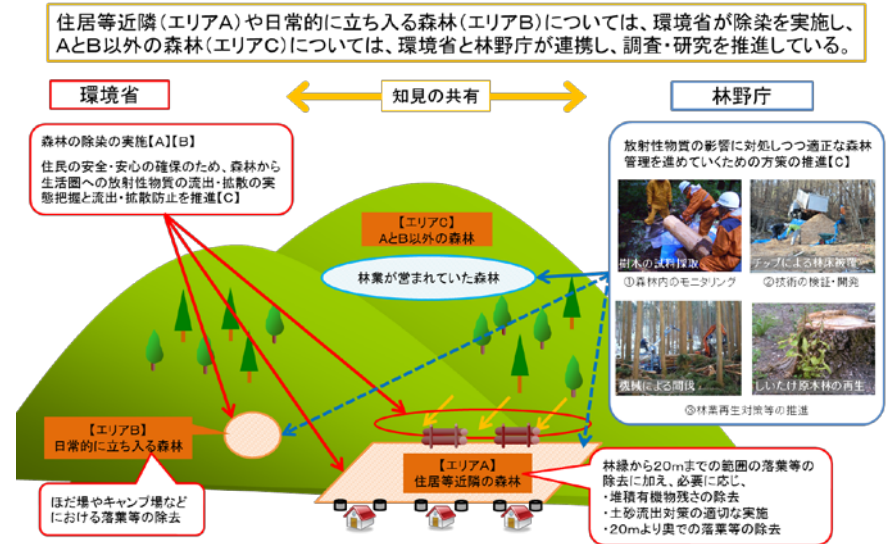 住居等近隣(エリアA)や日常的に立ち入る森林(エリアB)については、環境省が除染を実施し、
AとB以外の森林(エリアC)については、環境省と林野庁が連携し、調査・研究を推進している。
環境省
知見の共有
林野庁
森林の除染の実施【A】【B】
住民の安全・安心の確保のため、森林から
生活圏への放射性物質の流出・拡散の実
態把握と流出・拡散防止を推進【C】
放射性物質の影響に対処しつつ適正な森林
管理を進めていくための方策の推進【C】
樹木の試料採取
チップによる林床被覆
①森林内のモニタリング
②技術の検証・開発
機械による間伐
しいたけ原木林の再生
③林業再生対策等の推進
【エリアC】
AとB以外の森林
林業が営まれていた森林
【エリアB】
日常的に立ち入る森林
ほだ場やキャンプ場など
における落葉等の除去
【エリアA】
住居等近隣の森林
林縁から20mまでの範囲の落葉等の
除去に加え、必要に応じ、
・堆積有機物残さの除去
・土砂流出対策の適切な実施
・20mより奥での落葉等の除去